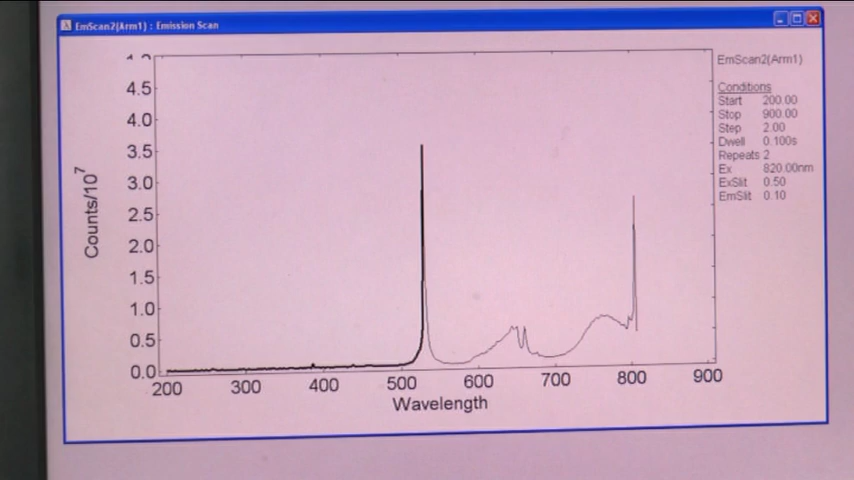 EmScan2(Arm1) : Emission Scan
EmScan2(Arm1)
Conditions
Start 200.00
Stop 900.00
Step 2.00
Dwell 0.100s
Repeats 2
Ex 820.00nm
ExSlit 0.50
EmSlit 0.10
Counts/10⁷
4.5
4.0
3.5
3.0
2.5
2.0
1.5
1.0
0.5
0.0
200 300 400 500 600 700 800 900
Wavelength